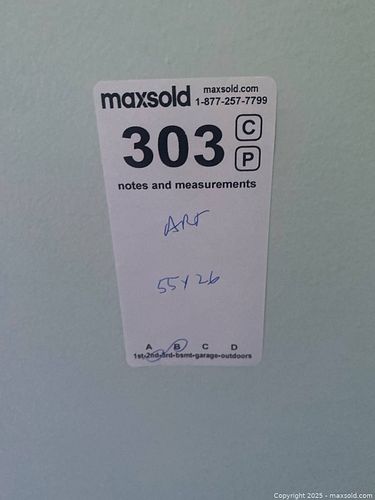 maxsold maxsold.com
1-877-257-7799
303 C
P
notes and measurements
ART
55x26
A B C D
1st-2nd-3rd-bsmt-garage-outdoors
Copyright 2025 - maxsold.com